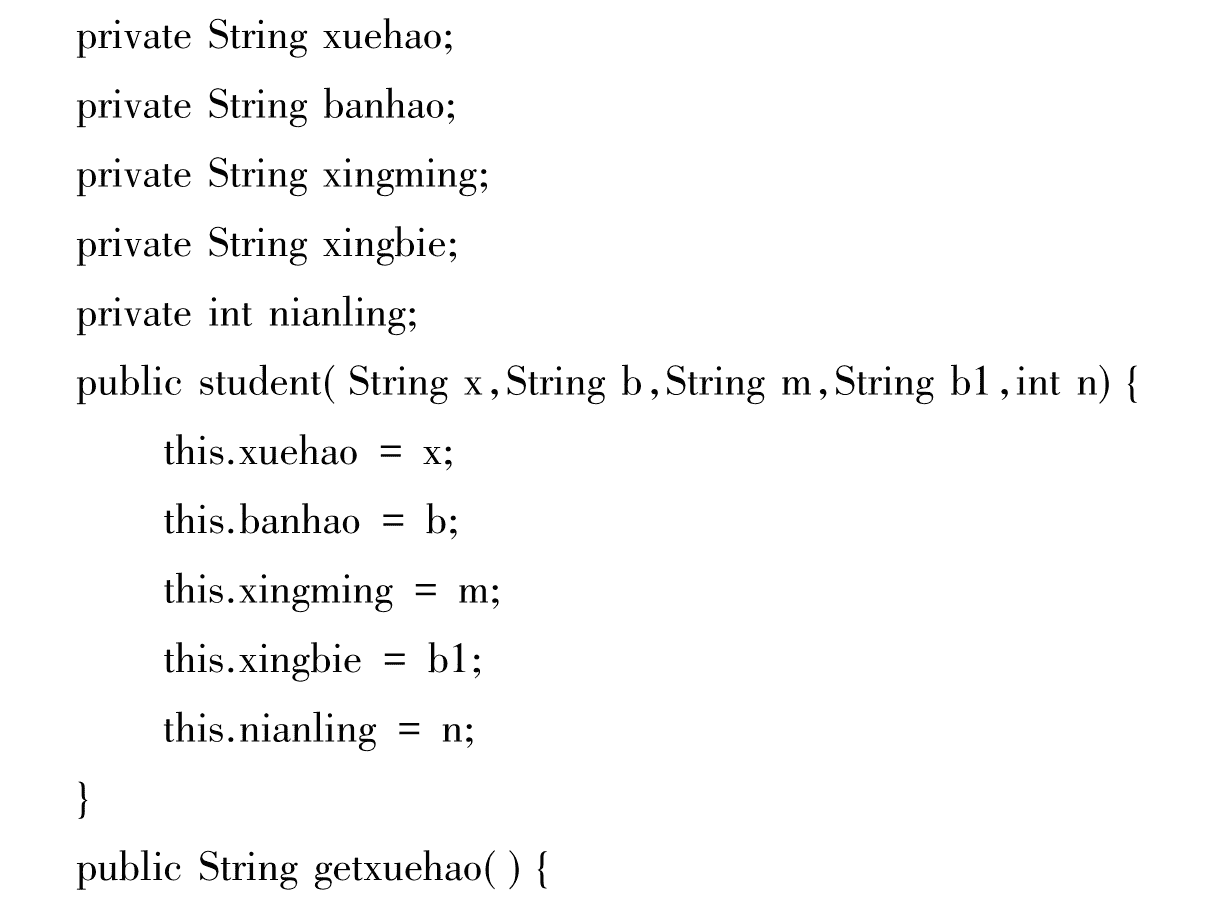 private String xuehao;
private String banhao;
private String xingming;
private String xingbie;
private int nianling;
public student( String x ,String b ,String m ,String b1 ,int n) {
this.xuehao = x;
this.banhao = b;
this.xingming = m;
this.xingbie = b1;
this.nianling = n;
}
public String getxuehao( ) {